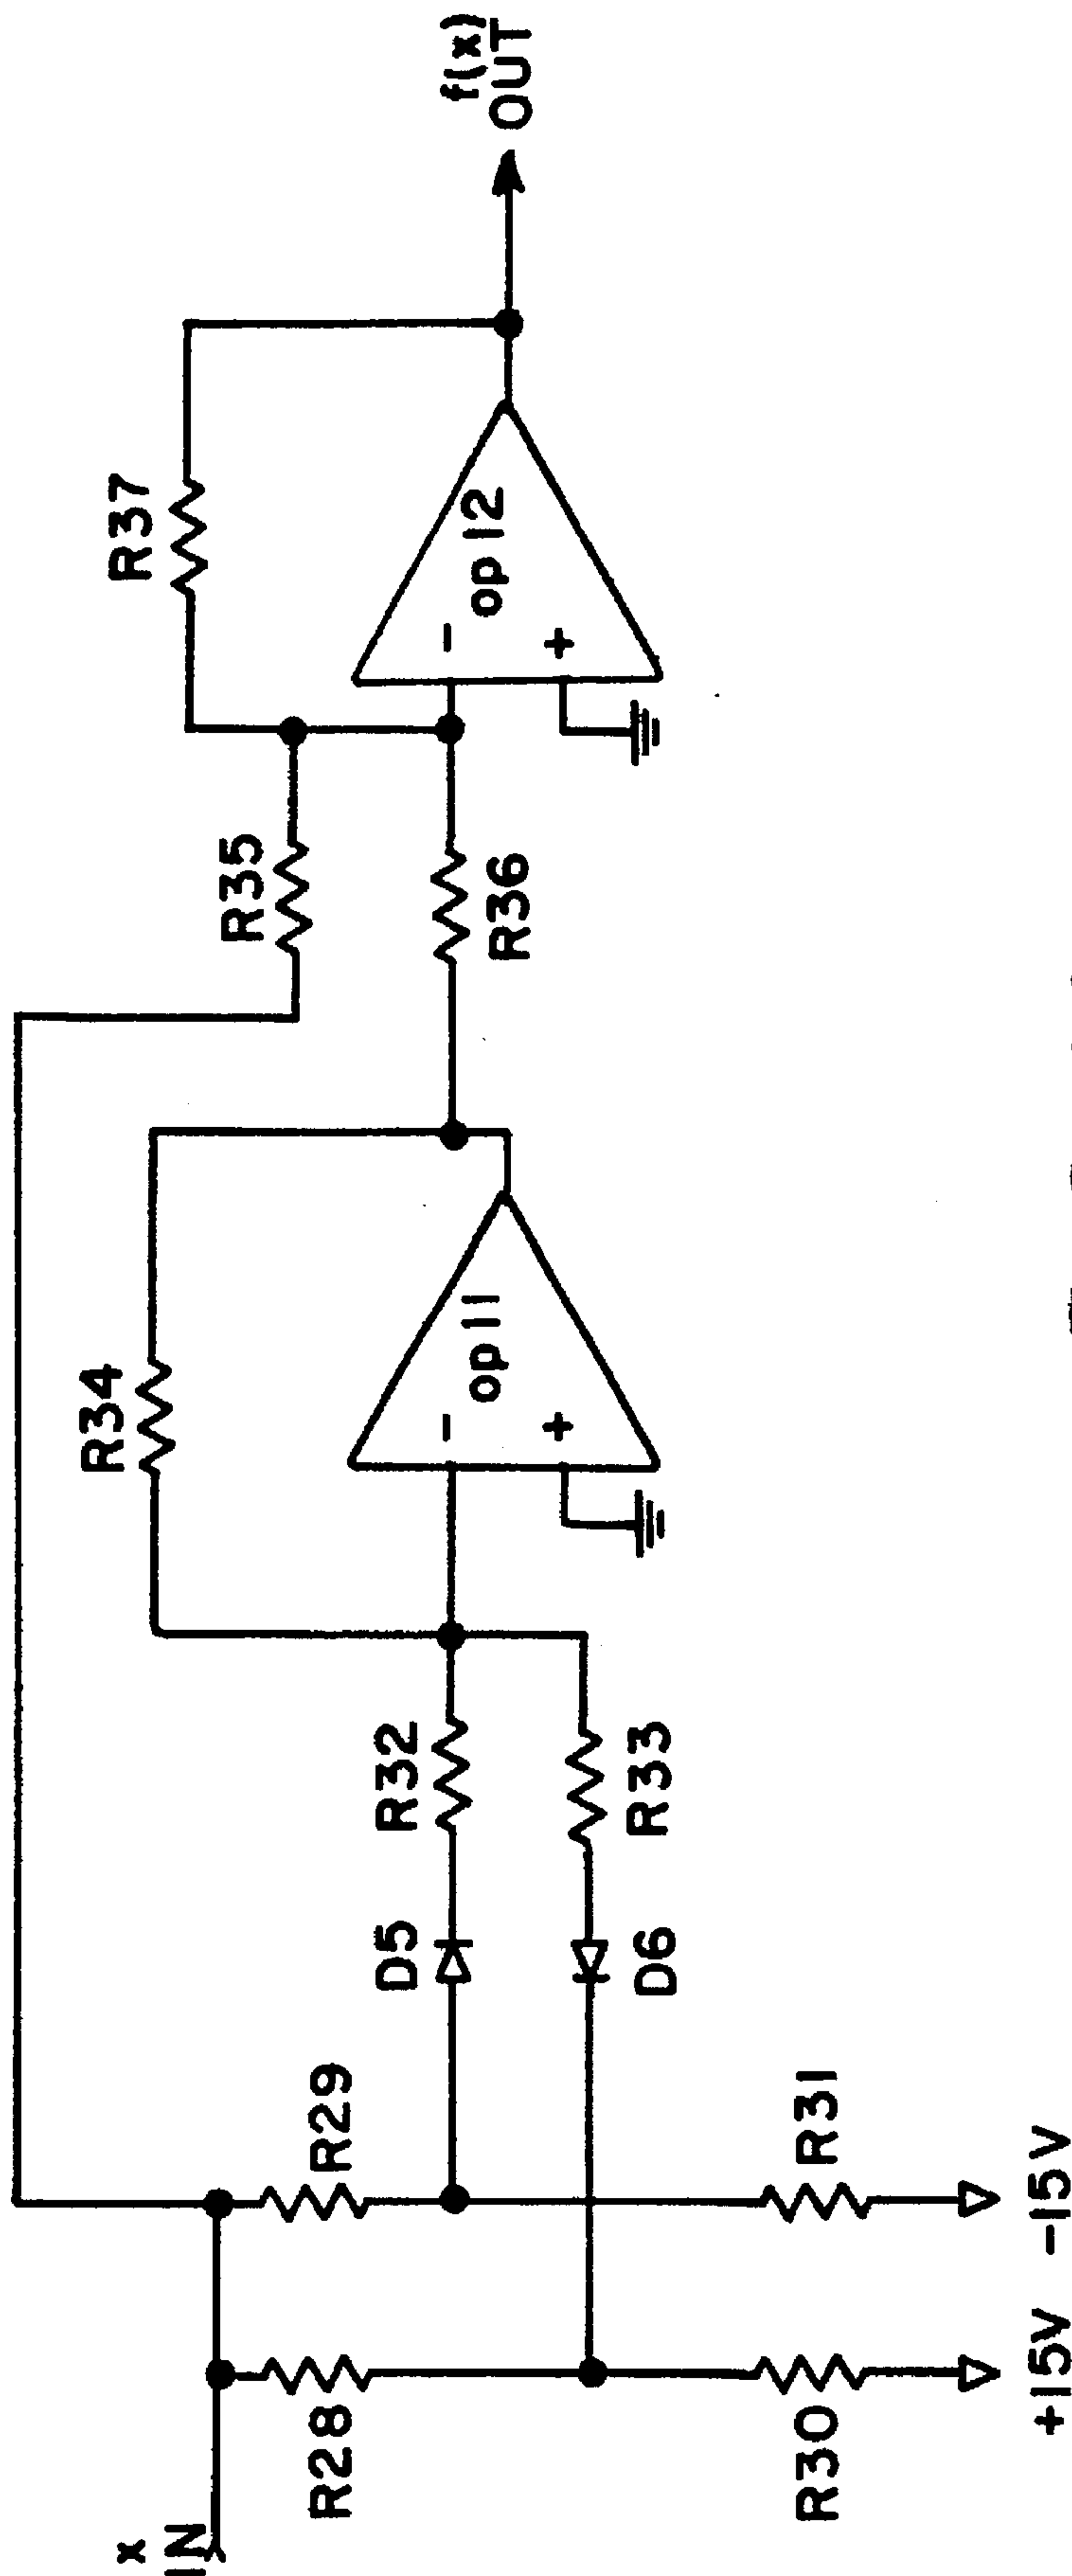 x
IN
R28
R29
R30
R31
+15V
-15V
D5
D6
R32
R33
R34
-
op 11
+
R35
R36
R37
-
op 12
+
f(x)
OUT